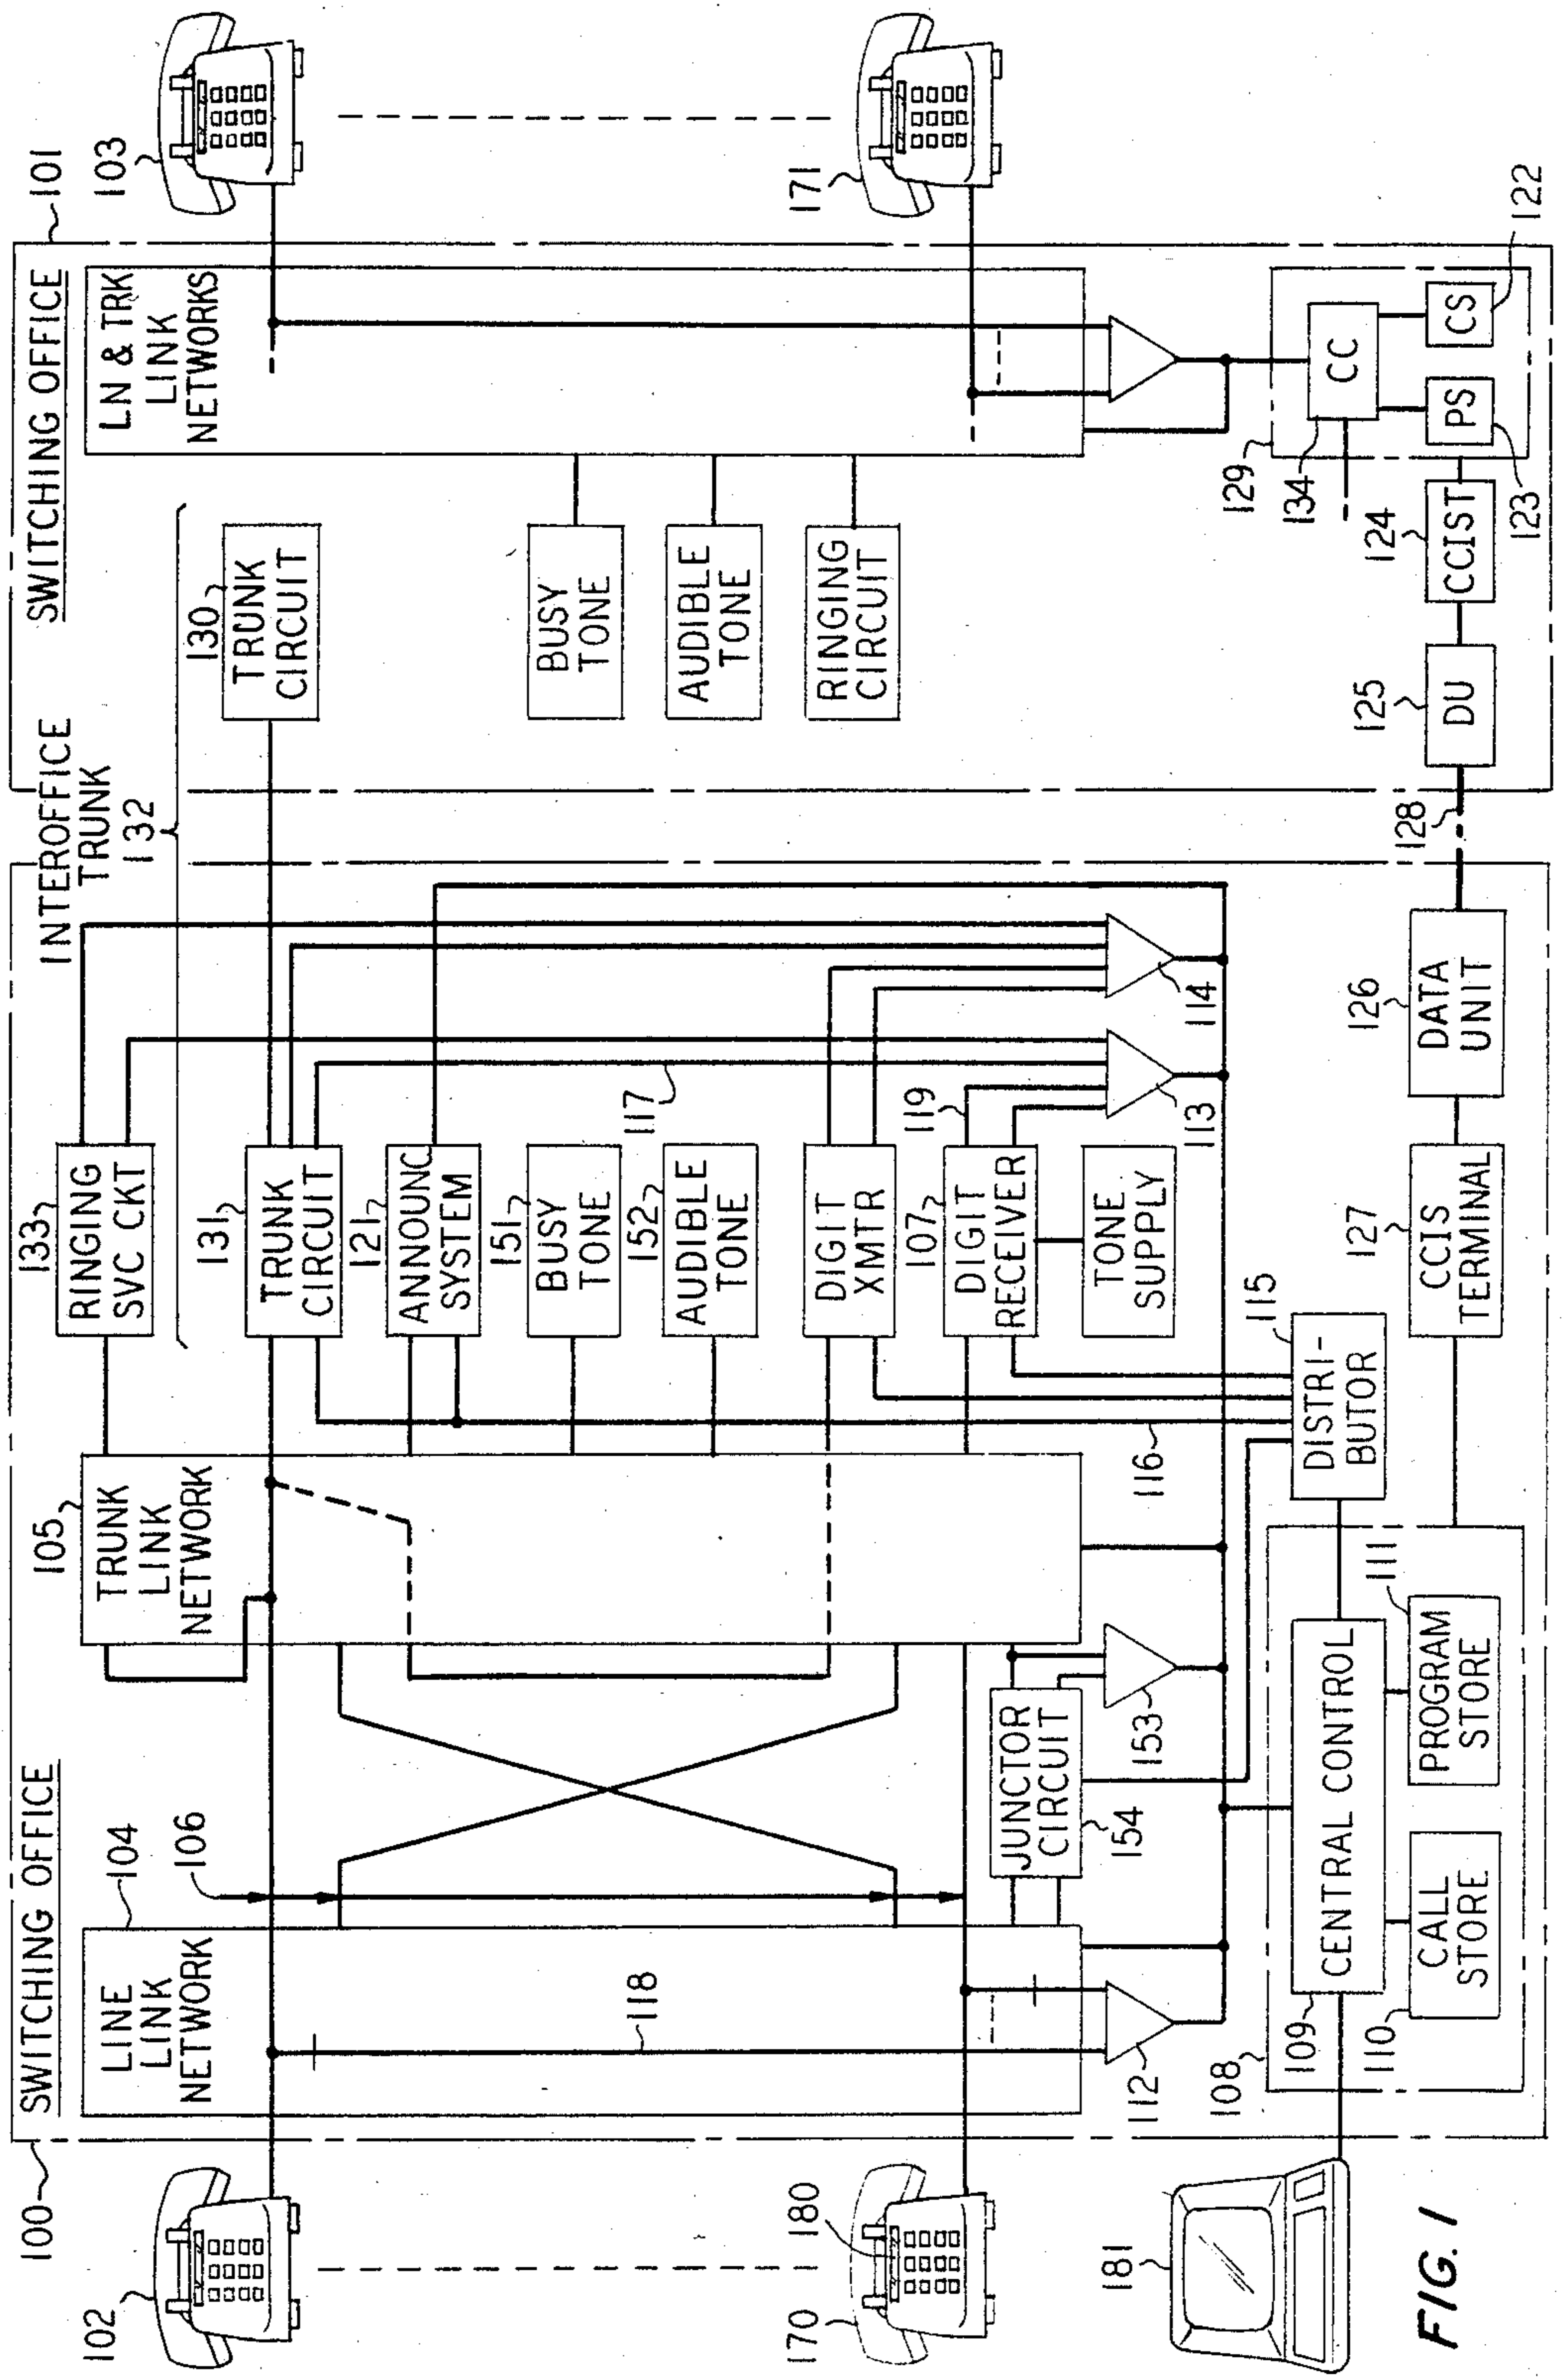 100
SWITCHING OFFICE
INTEROFFICE
TRUNK
132
SWITCHING OFFICE
101
102
103
104
LINE
LINK
NETWORK
106
105
TRUNK
LINK
NETWORK
133
RINGING
SVC CKT
131
TRUNK
CIRCUIT
121
ANNOUNC
SYSTEM
151
BUSY
TONE
152
AUDIBLE
TONE
DIGIT
XMTR
107
DIGIT
RECEIVER
TONE
SUPPLY
117
119
130
TRUNK
CIRCUIT
BUSY
TONE
AUDIBLE
TONE
RINGING
CIRCUIT
LN & TRK
LINK
NETWORKS
118
170
180
171
JUNCTOR
CIRCUIT
154
153
112
113
114
116
115
DISTRI-
BUTOR
108
109
CENTRAL CONTROL
110
CALL
STORE
111
PROGRAM
STORE
127
CCIS
TERMINAL
126
DATA
UNIT
128
125
DU
124
CCIST
129
134
CC
PS
123
CS
122
181
FIG. 1